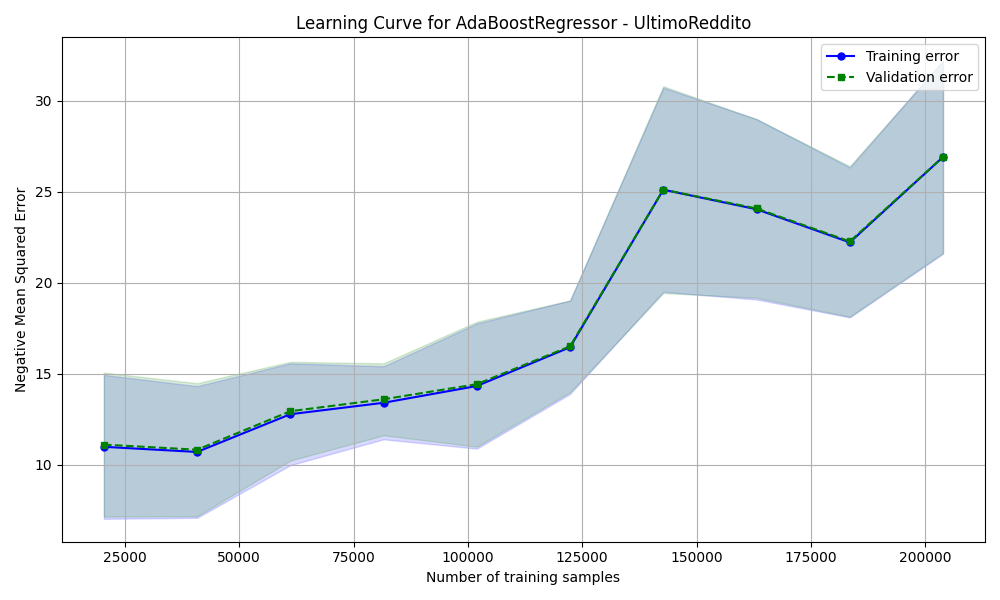 Learning Curve for AdaBoostRegressor - UltimoReddito
Training error
Validation error
Negative Mean Squared Error
30
25
20
15
10
25000 50000 75000 100000 125000 150000 175000 200000
Number of training samples